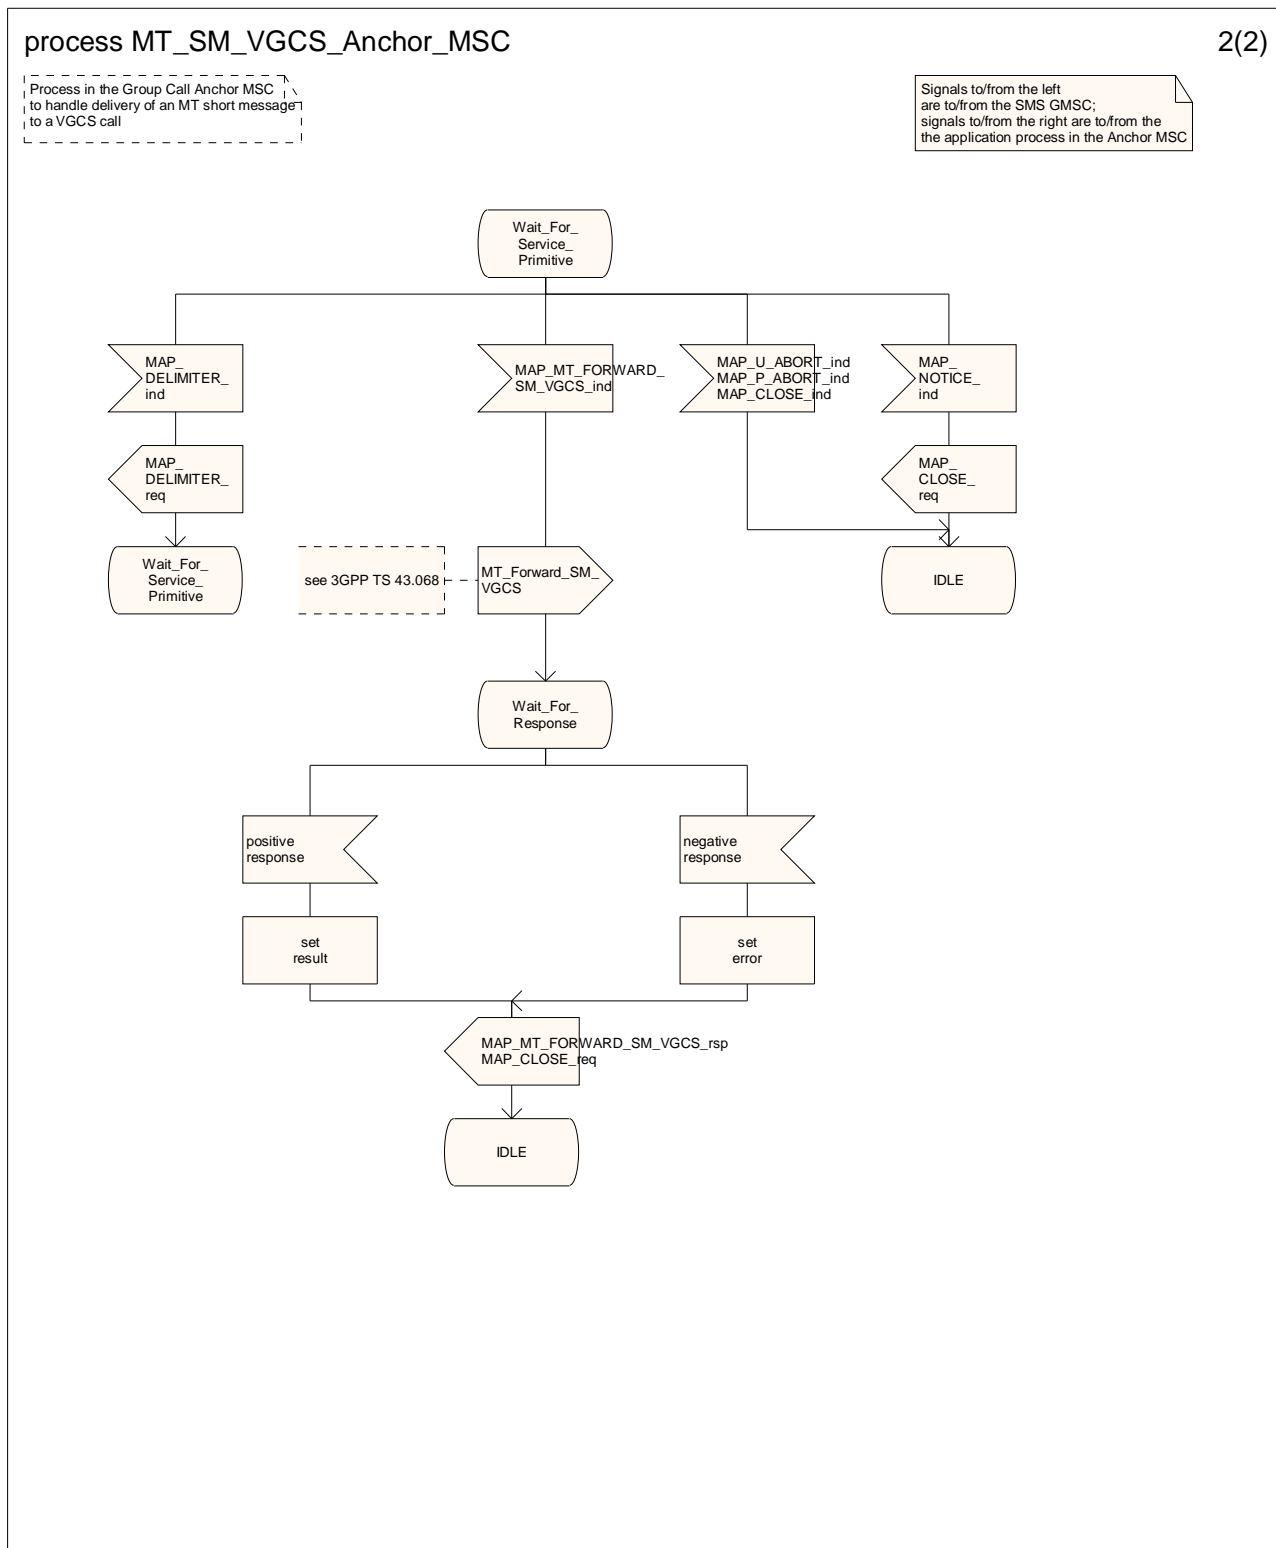 process MT_SM_VGCS_Anchor_MSC
2(2)
Process in the Group Call Anchor MSC
to handle delivery of an MT short message
to a VGCS call
Signals to/from the left
are to/from the SMS GMSC;
signals to/from the right are to/from the
the application process in the Anchor MSC
Wait_For_
Service_
Primitive
MAP_
DELIMITER_
ind
MAP_MT_FORWARD_
SM_VGCS_ind
MAP_U_ABORT_ind
MAP_P_ABORT_ind
MAP_CLOSE_ind
MAP_
NOTICE_
ind
MAP_
DELIMITER_
req
MAP_
CLOSE_
req
Wait_For_
Service_
Primitive
see 3GPP TS 43.068
MT_Forward_SM_
VGCS
IDLE
Wait_For_
Response
positive
response
negative
response
set
result
set
error
MAP_MT_FORWARD_SM_VGCS_rsp
MAP_CLOSE_req
IDLE